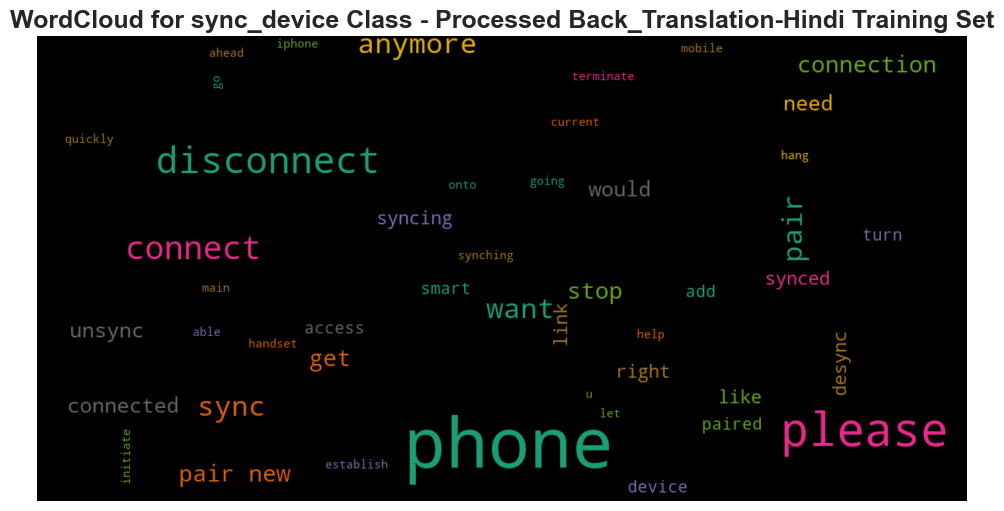 WordCloud for sync_device Class - Processed Back_Translation-Hindi Training Set
iphone
anymore
mobile
ahead
connection
go
terminate
need
current
quickly
disconnect
hang
onto
going
would
pair
syncing
turn
connect
synching
synced
main
smart
want
stop
add
link
unsync
able
access
help
handset
get
right
desync
connected
sync
u
like
let
paired
initiate
phone
please
pair new
establish
device